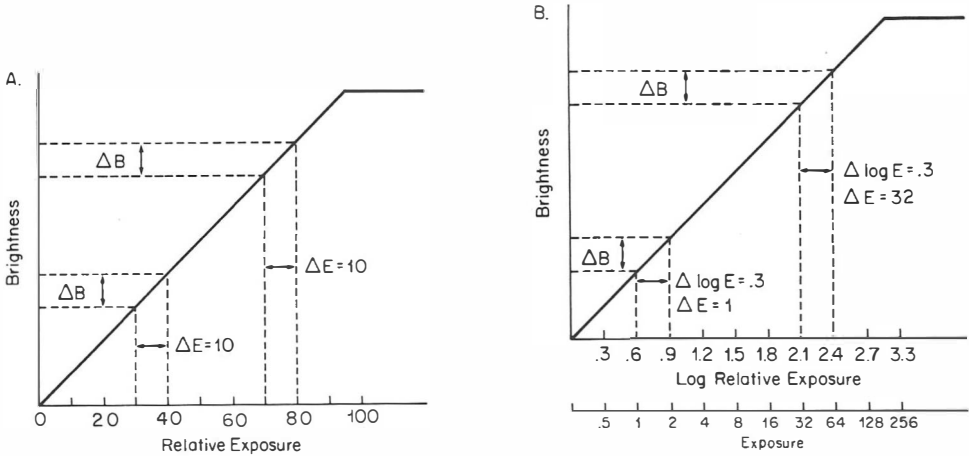 A.
Brightness
ΔB
ΔB
ΔE=10
ΔE=10
0 20 40 60 80 100
Relative Exposure
B.
Brightness
ΔB
Δ log E=.3
ΔE=32
ΔB
Δ log E=.3
ΔE=1
.3 .6 .9 1.2 1.5 1.8 2.1 2.4 2.7 3.3
Log Relative Exposure
.5 1 2 4 8 16 32 64 128 256
Exposure